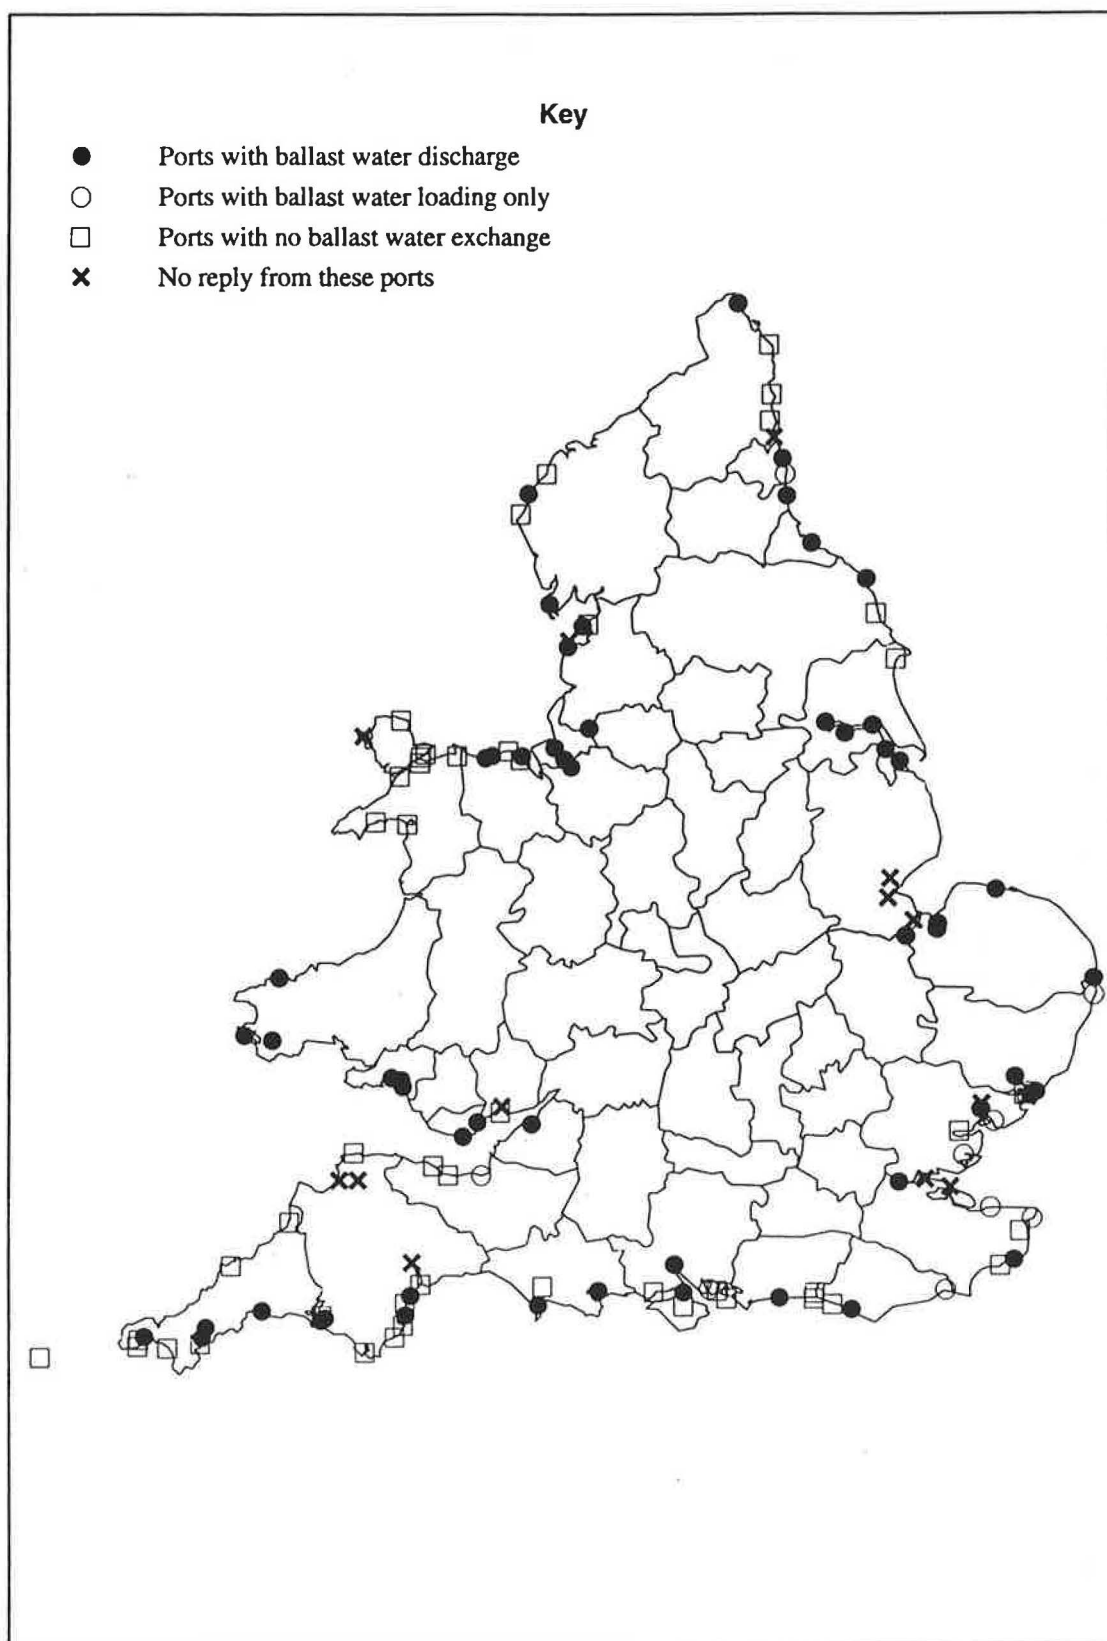 Key
Ports with ballast water discharge
Ports with ballast water loading only
Ports with no ballast water exchange
No reply from these ports